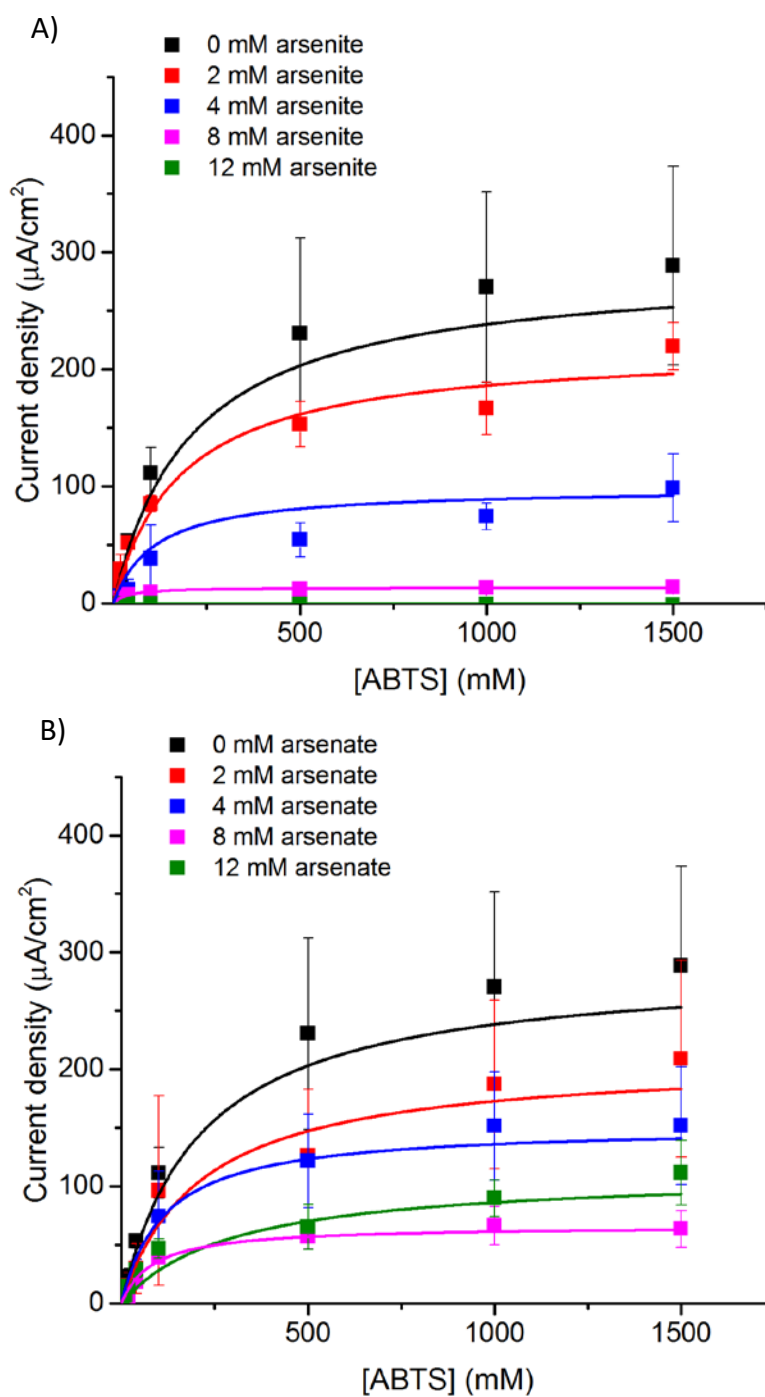 A)
0 mM arsenite
2 mM arsenite
4 mM arsenite
8 mM arsenite
12 mM arsenite
400
300
200
100
0
Current density (µA/cm²)
500
1000
1500
[ABTS] (mM)
B)
0 mM arsenate
2 mM arsenate
4 mM arsenate
8 mM arsenate
12 mM arsenate
400
300
200
100
0
Current density (µA/cm²)
500
1000
1500
[ABTS] (mM)